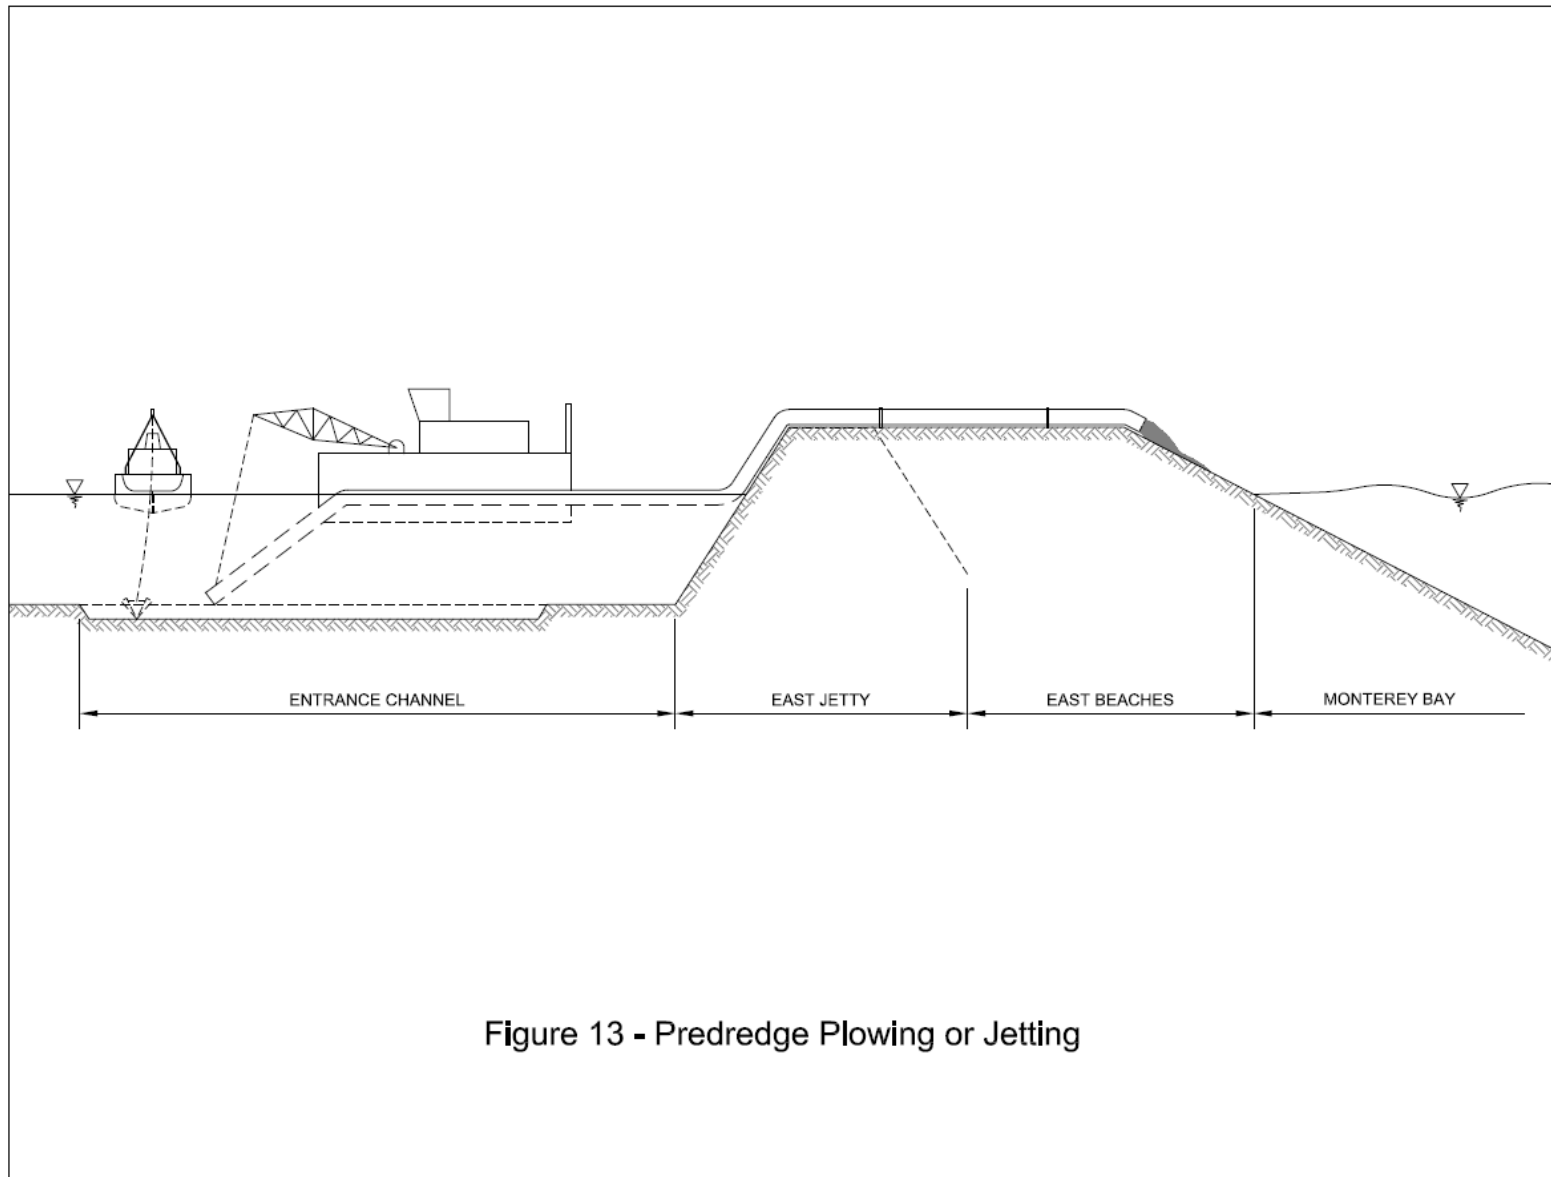 ENTRANCE CHANNEL
EAST JETTY
EAST BEACHES
MONTEREY BAY
Figure 13 - Predredge Plowing or Jetting